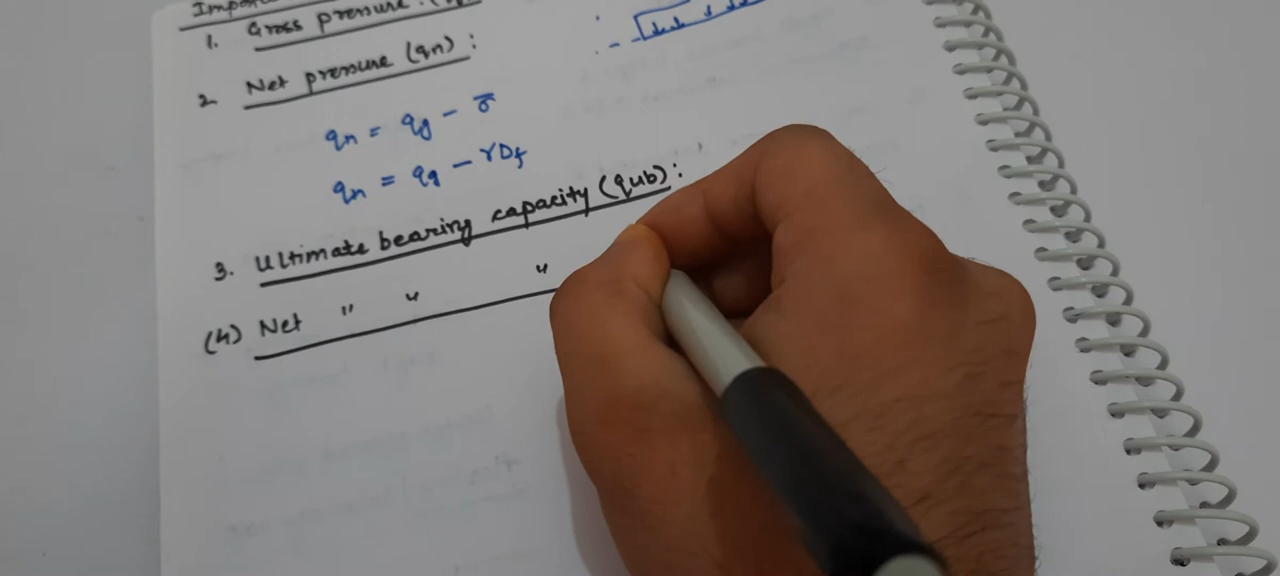 1. Gross pressure :
2 Net pressure (qn) :
qn = qg - σ̅
qn = qg - γDf
3. Ultimate bearing capacity (qub) :
(4) Net " " "